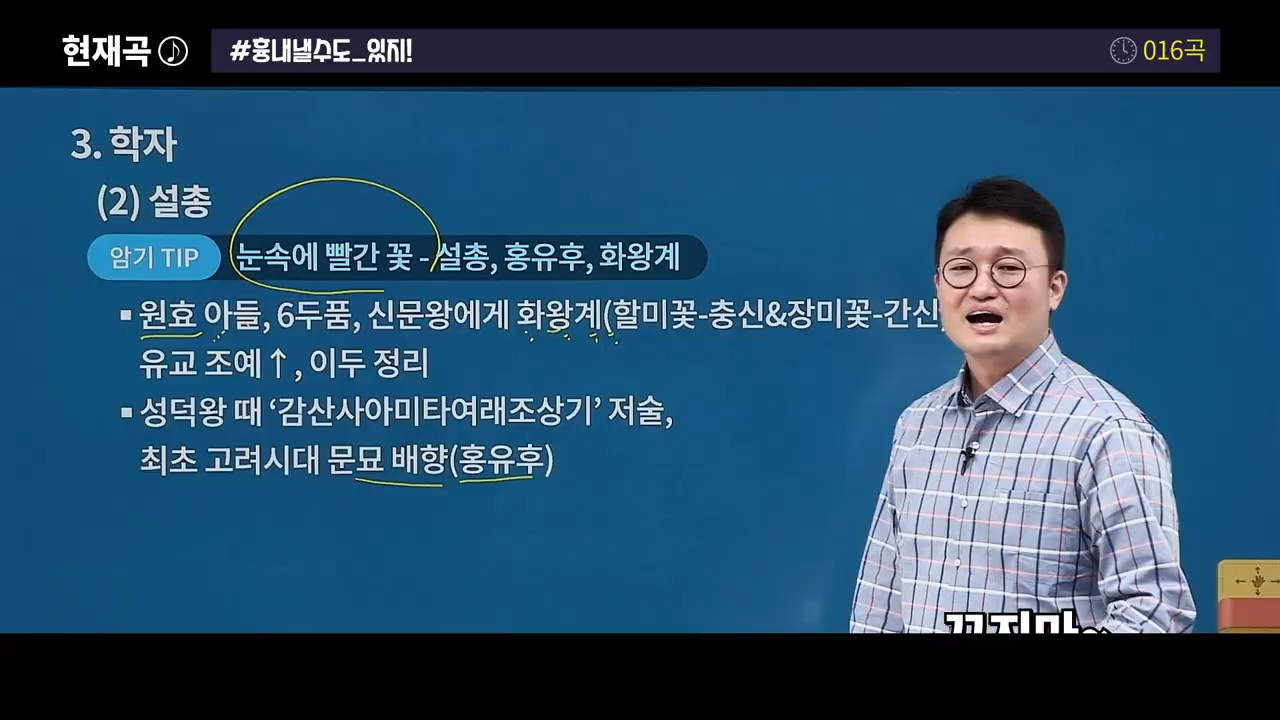 현재곡
#흉내낼수도_있지!
016곡
3. 학자
(2) 설총
암기 TIP
눈속에 빨간 꽃 - 설총, 홍유후, 화왕계
▪ 원효 아들, 6두품, 신문왕에게 화왕계(할미꽃-충신&장미꽃-간신
유교 조예↑, 이두 정리
▪ 성덕왕 때 ‘감산사아미타여래조상기’ 저술,
최초 고려시대 문묘 배향(홍유후)